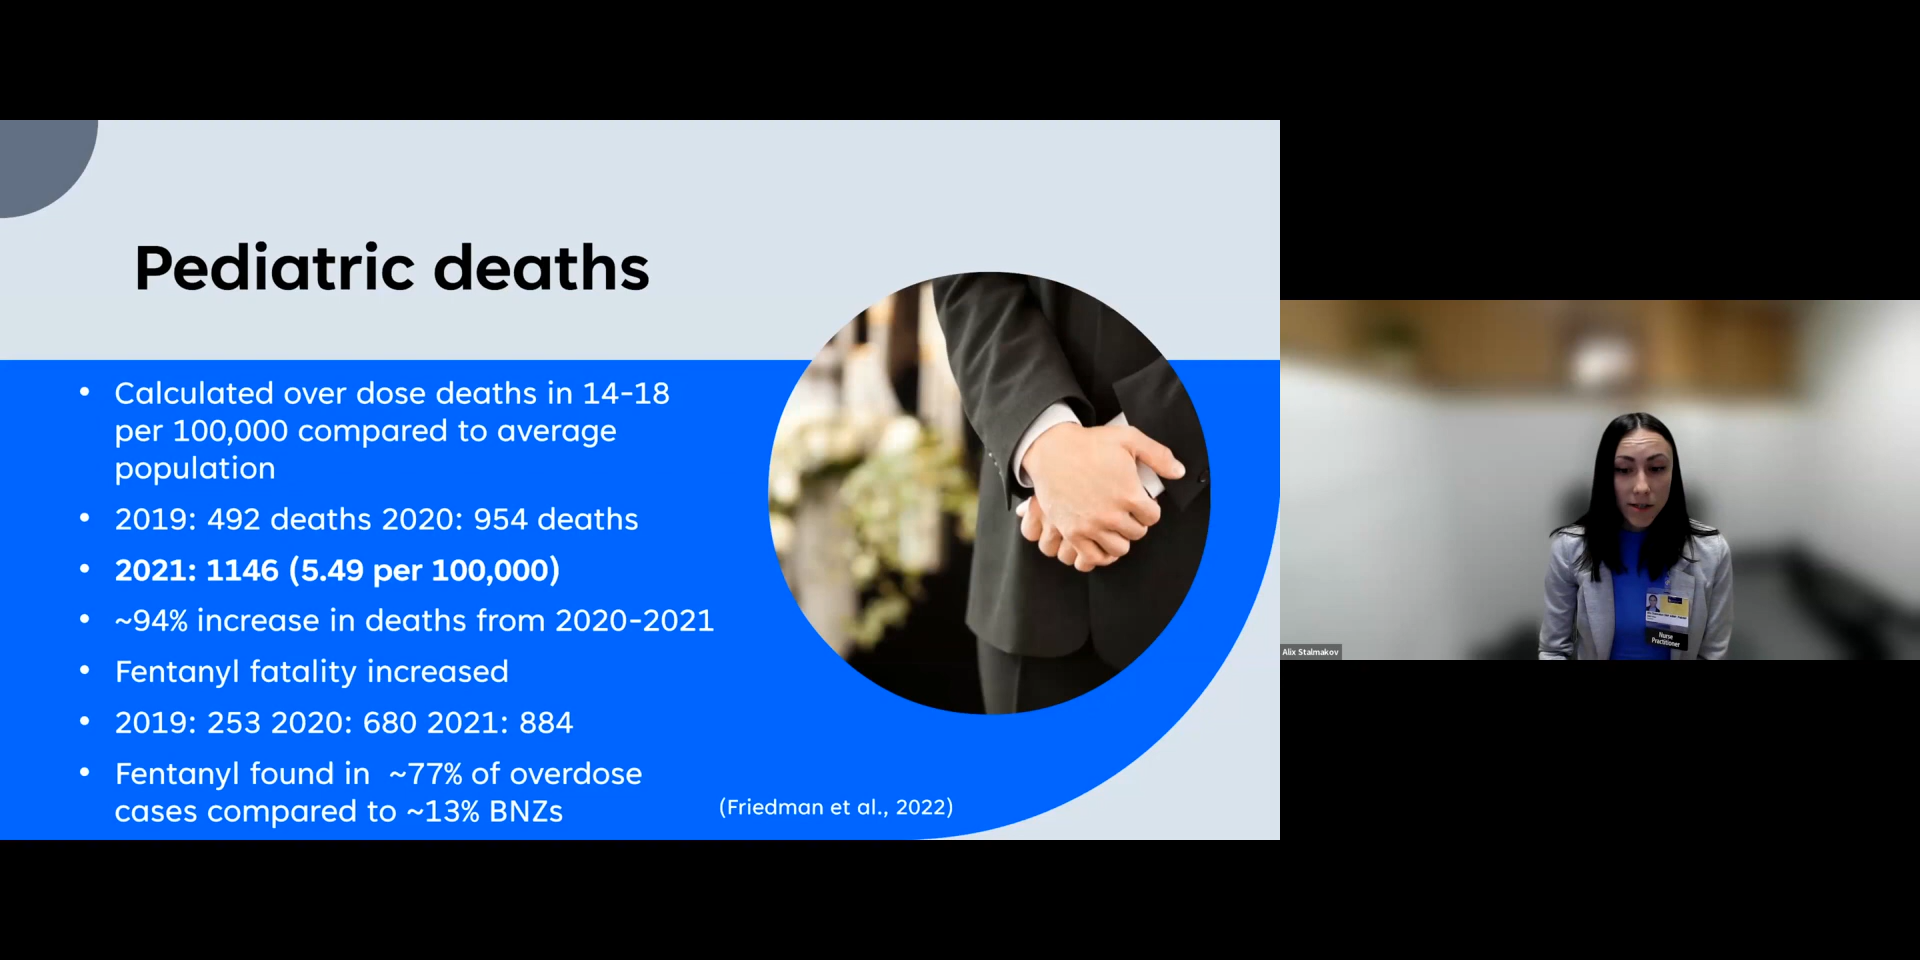 Pediatric deaths
• Calculated over dose deaths in 14-18
per 100,000 compared to average
population
• 2019: 492 deaths 2020: 954 deaths
• 2021: 1146 (5.49 per 100,000)
• ~94% increase in deaths from 2020-2021
• Fentanyl fatality increased
• 2019: 253 2020: 680 2021: 884
• Fentanyl found in ~77% of overdose
cases compared to ~13% BNZs
(Friedman et al., 2022)
Nurse
Practitioner
Alix Stalmakov